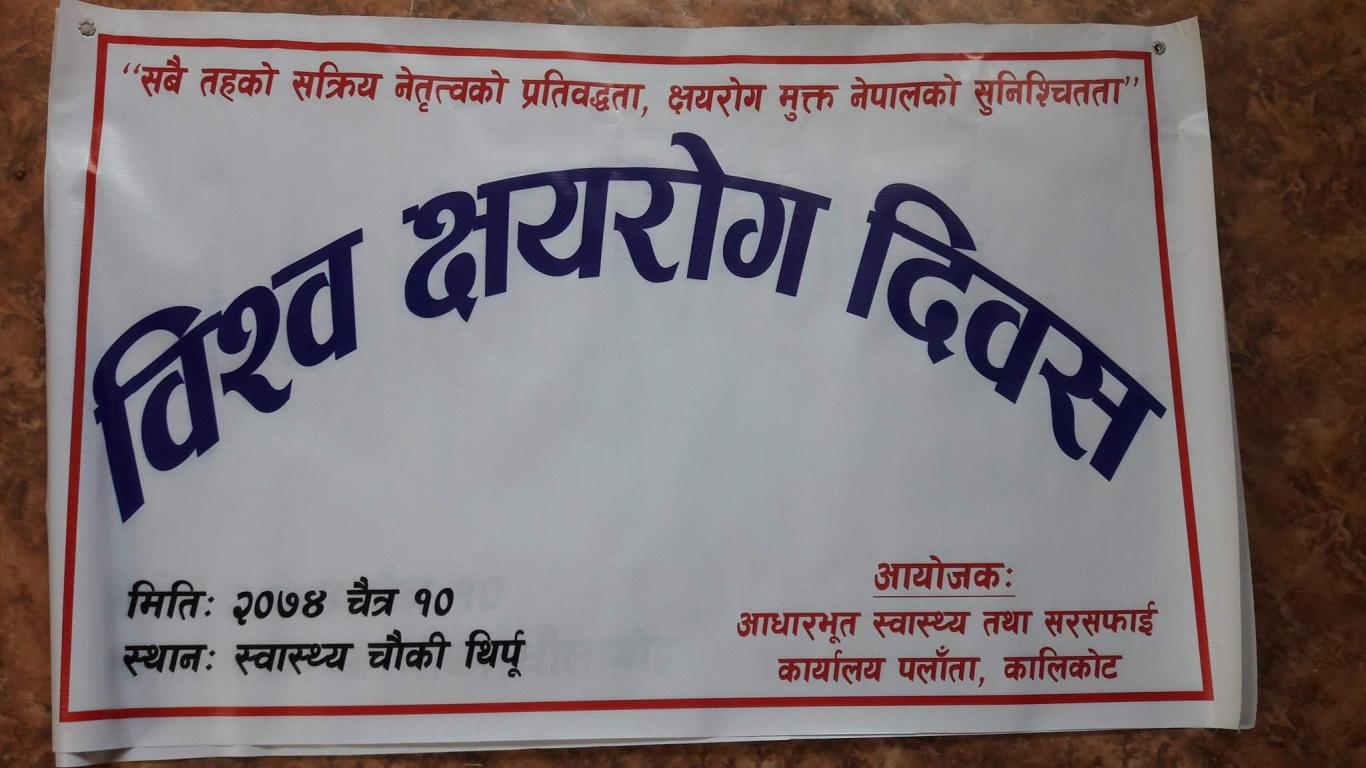 “सबै तहको सक्रिय नेतृत्वको प्रतिवद्धता, क्षयरोग मुक्त नेपालको सुनिश्चितता”
विश्व क्षयरोग दिवस
मितिः २०७४ चैत्र १०
स्थानः स्वास्थ्य चौकी थिर्पू
आयोजकः
आधारभूत स्वास्थ्य तथा सरसफाई
कार्यालय पलाँता, कालिकोट